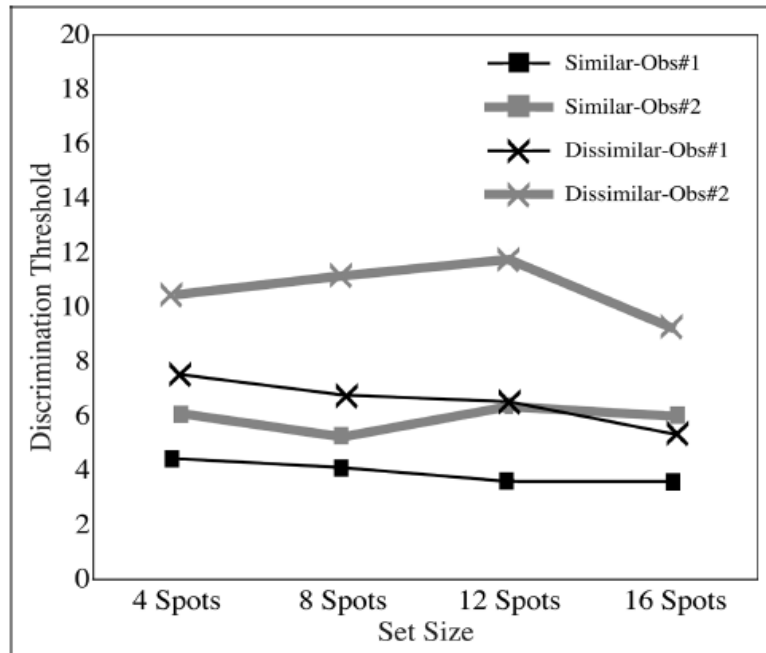 20
18
16
14
12
10
8
6
4
2
0
Discrimination Threshold
Similar-Obs#1
Similar-Obs#2
Dissimilar-Obs#1
Dissimilar-Obs#2
4 Spots 8 Spots 12 Spots 16 Spots
Set Size